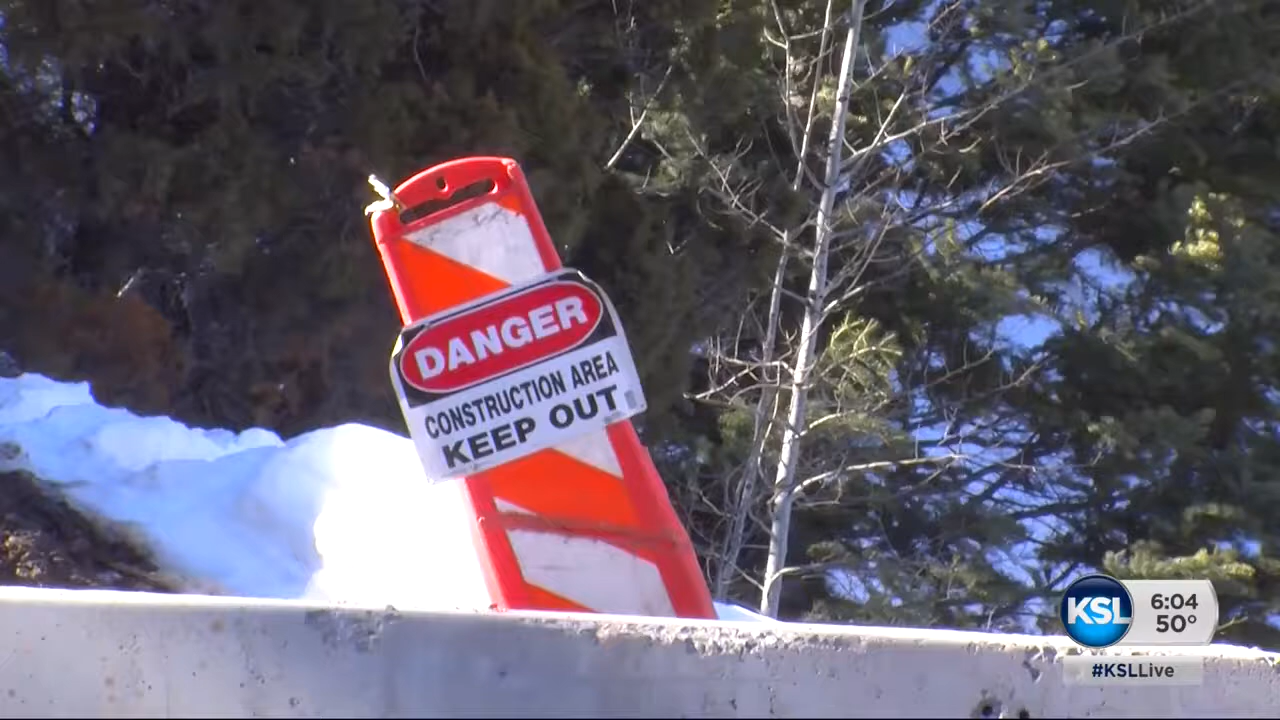 DANGER
CONSTRUCTION AREA
KEEP OUT
KSL
6:04
50°
#KSLLive